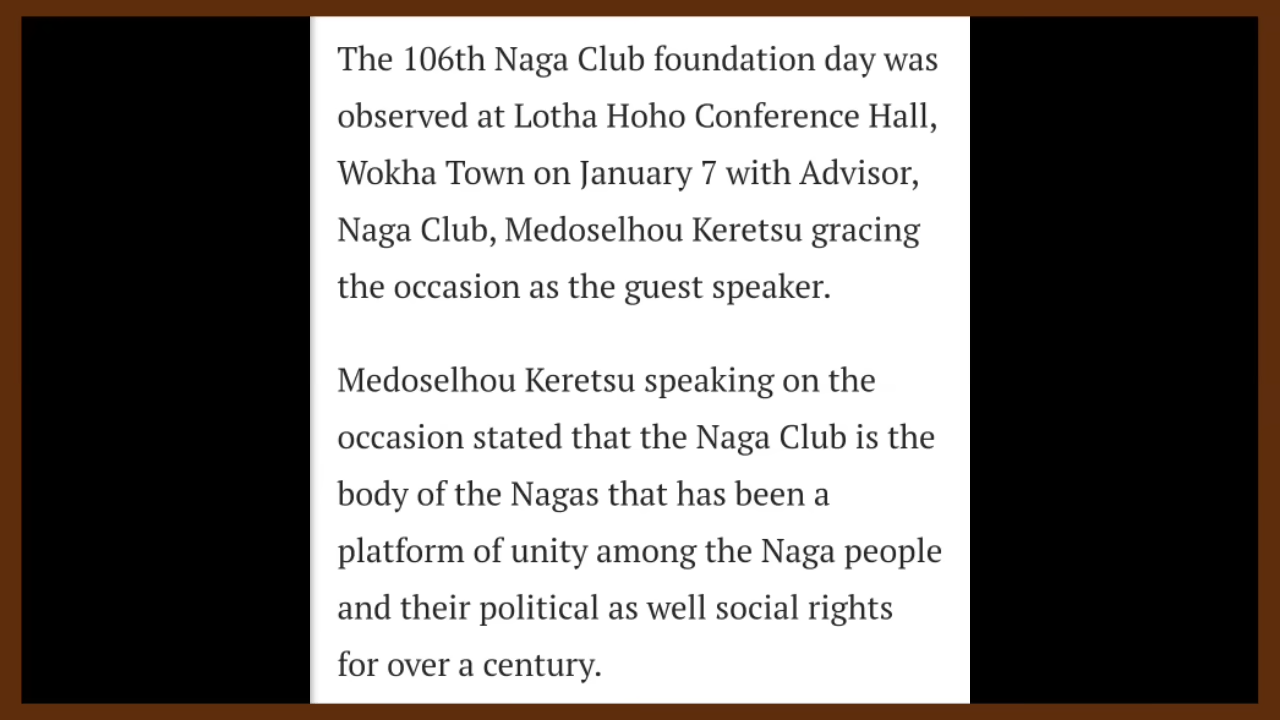 The 106th Naga Club foundation day was
observed at Lotha Hoho Conference Hall,
Wokha Town on January 7 with Advisor,
Naga Club, Medoselhou Keretsu gracing
the occasion as the guest speaker.
Medoselhou Keretsu speaking on the
occasion stated that the Naga Club is the
body of the Nagas that has been a
platform of unity among the Naga people
and their political as well social rights
for over a century.